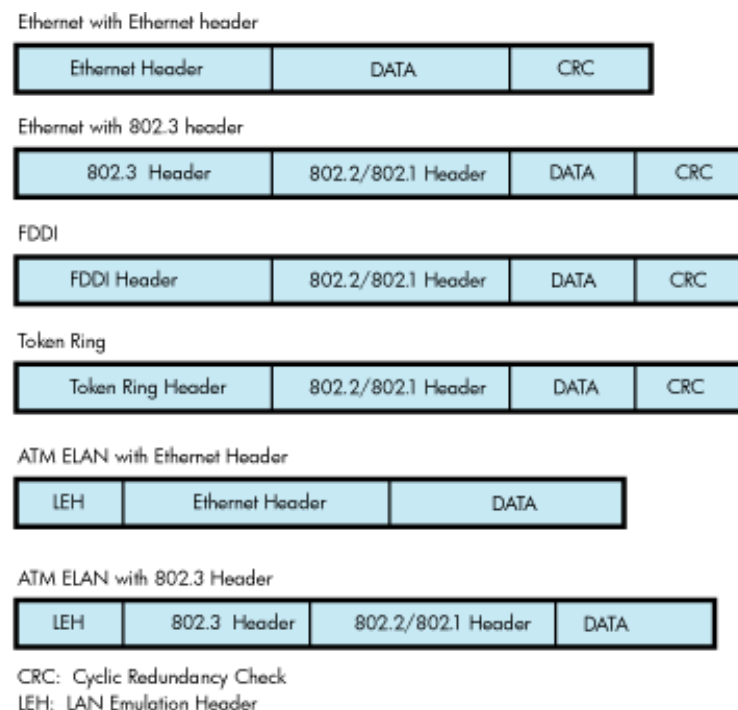 Ethernet with Ethernet header
Ethernet Header DATA CRC
Ethernet with 802.3 header
802.3 Header 802.2/802.1 Header DATA CRC
FDDI
FDDI Header 802.2/802.1 Header DATA CRC
Token Ring
Token Ring Header 802.2/802.1 Header DATA CRC
ATM ELAN with Ethernet Header
LEH Ethernet Header DATA
ATM ELAN with 802.3 Header
LEH 802.3 Header 802.2/802.1 Header DATA
CRC: Cyclic Redundancy Check
LEH: LAN Emulation Header